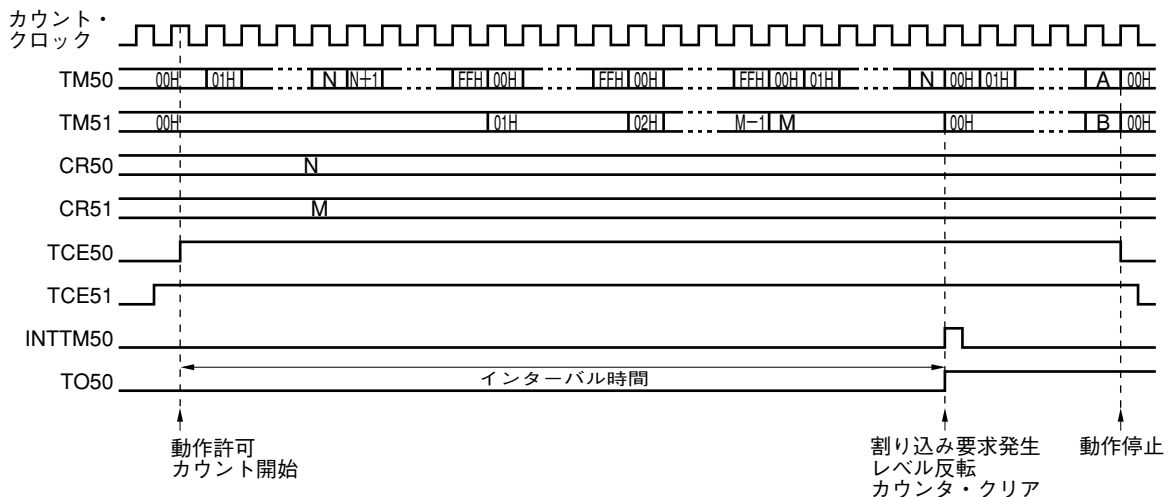 カウント・
クロック
TM50 00H 01H N N+1 FFH 00H FFH 00H FFH 00H 01H N 00H 01H A 00H
TM51 00H 01H 02H M-1 M 00H B 00H
CR50 N
CR51 M
TCE50
TCE51
INTTM50
インターバル時間
TO50
動作許可
カウント開始
割り込み要求発生
レベル反転
カウンタ・クリア
動作停止